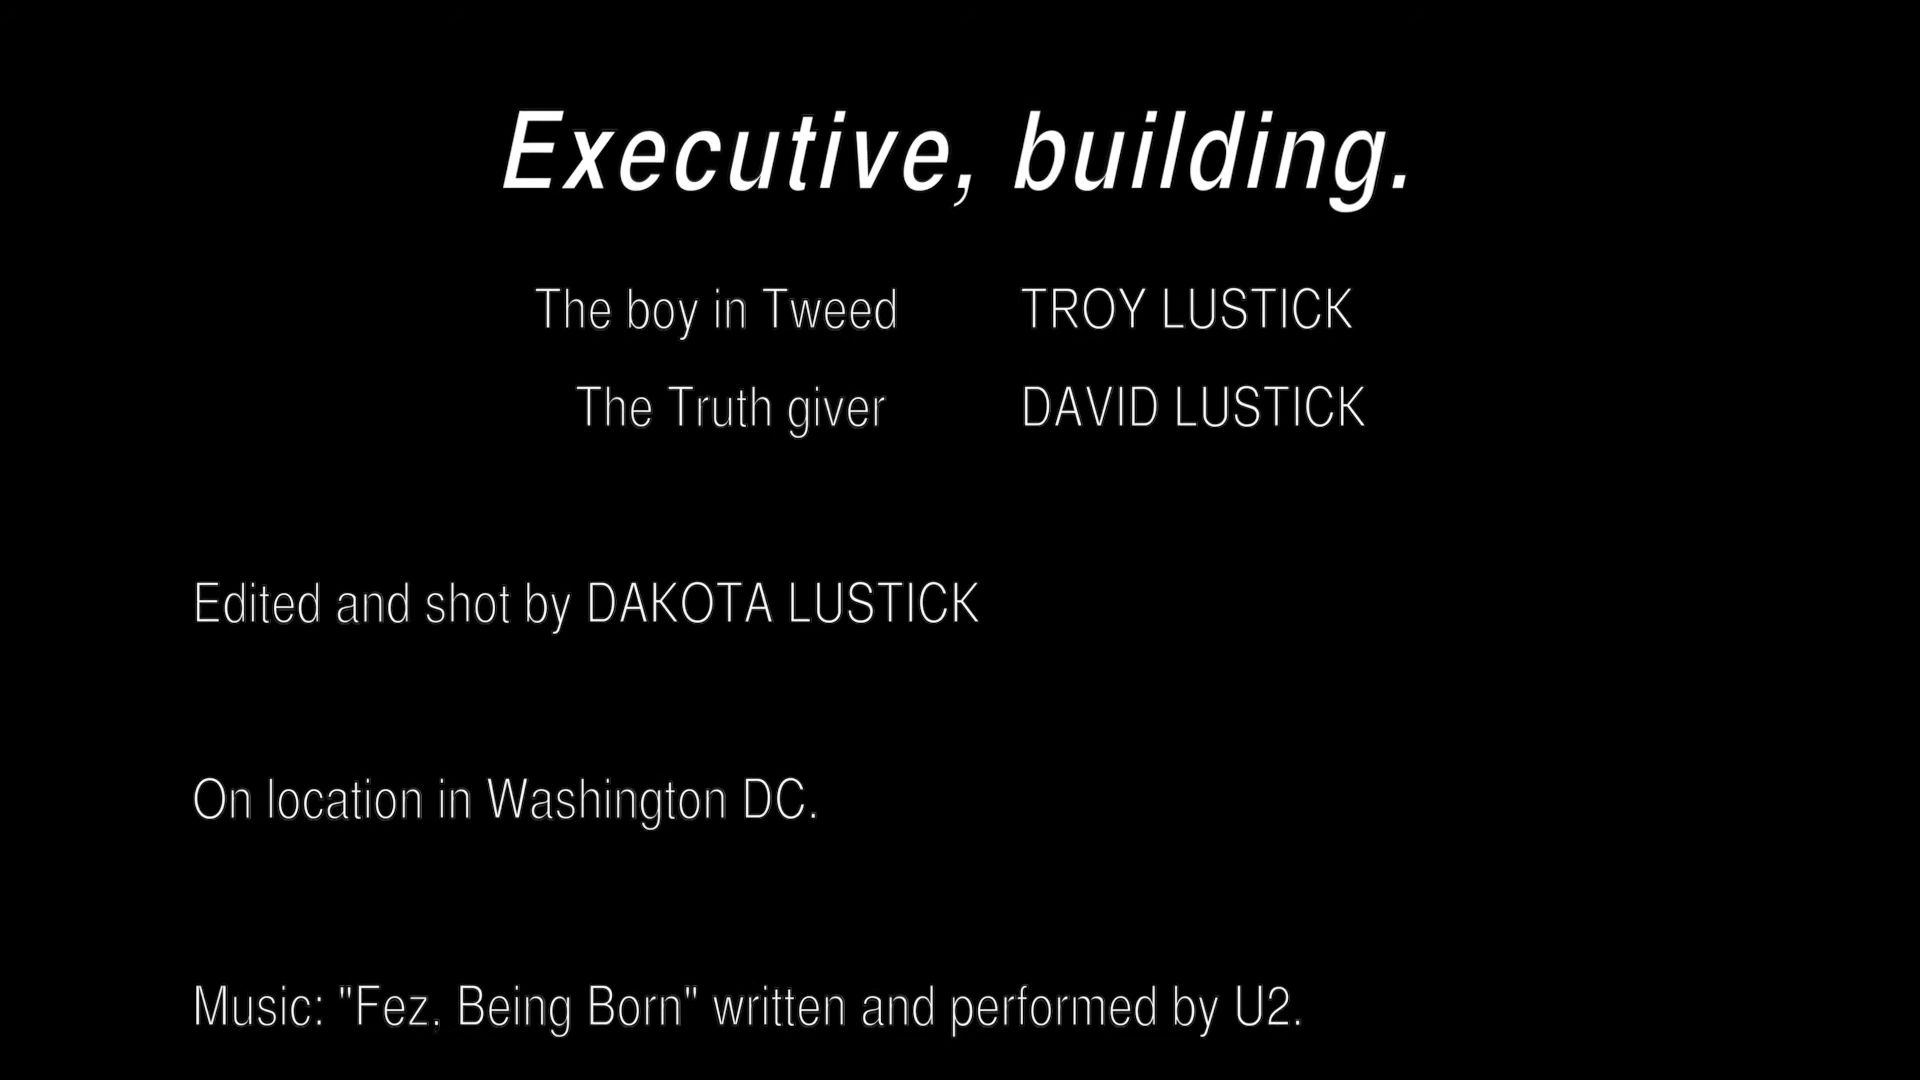 Executive, building.
The boy in Tweed TROY LUSTICK
The Truth giver DAVID LUSTICK
Edited and shot by DAKOTA LUSTICK
On location in Washington DC.
Music: "Fez, Being Born" written and performed by U2.